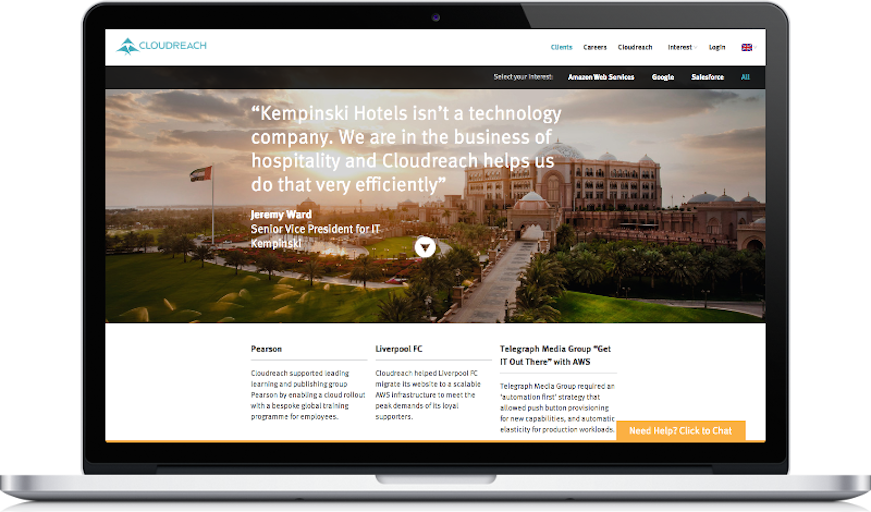 CLOUDREACH
Clients Careers Cloudreach Interest Login
Select your Interest: Amazon Web Services Google Salesforce All
“Kempinski Hotels isn’t a technology
company. We are in the business of
hospitality and Cloudreach helps us
do that very efficiently”
Jeremy Ward
Senior Vice President for IT
Kempinski
Pearson
Cloudreach supported leading
learning and publishing group
Pearson by enabling a cloud rollout
with a bespoke global training
programme for employees.
Liverpool FC
Cloudreach helped Liverpool FC
migrate its website to a scalable
AWS infrastructure to meet the
peak demands of its loyal
supporters.
Telegraph Media Group "Get
IT Out There" with AWS
Telegraph Media Group required an
'automation first' strategy that
allowed push button provisioning
for new capabilities, and automatic
elasticity for production workloads.
Need Help? Click to Chat